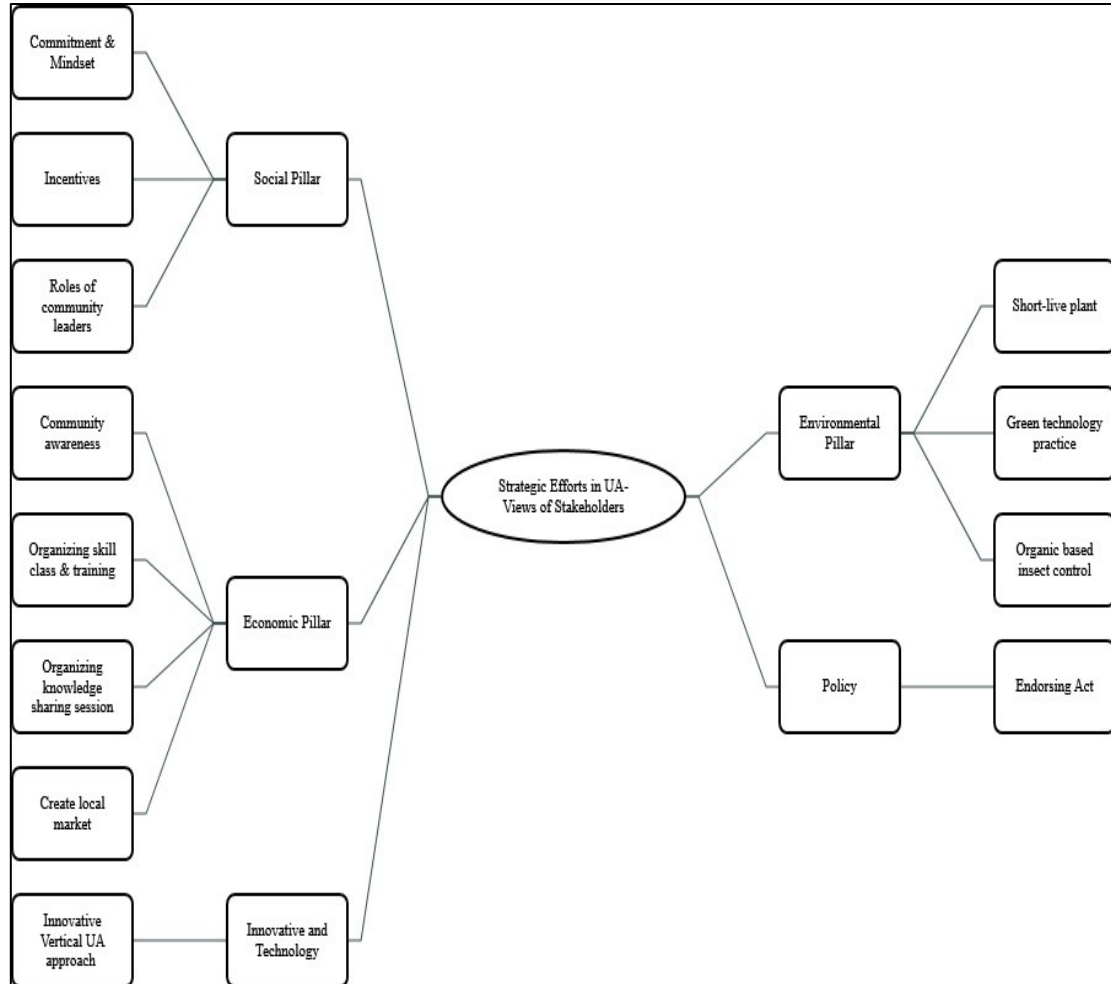 Commitment &
Mindset
Incentives
Social Pillar
Roles of
community
leaders
Short-live plant
Community
awareness
Environmental
Pillar
Green technology
practice
Strategic Efforts in UA-
Views of Stakeholders
Organizing skill
class & training
Organic based
insect control
Economic Pillar
Organizing
knowledge
sharing session
Policy
Endorsing Act
Create local
market
Innovative
Vertical UA
approach
Innovative and
Technology